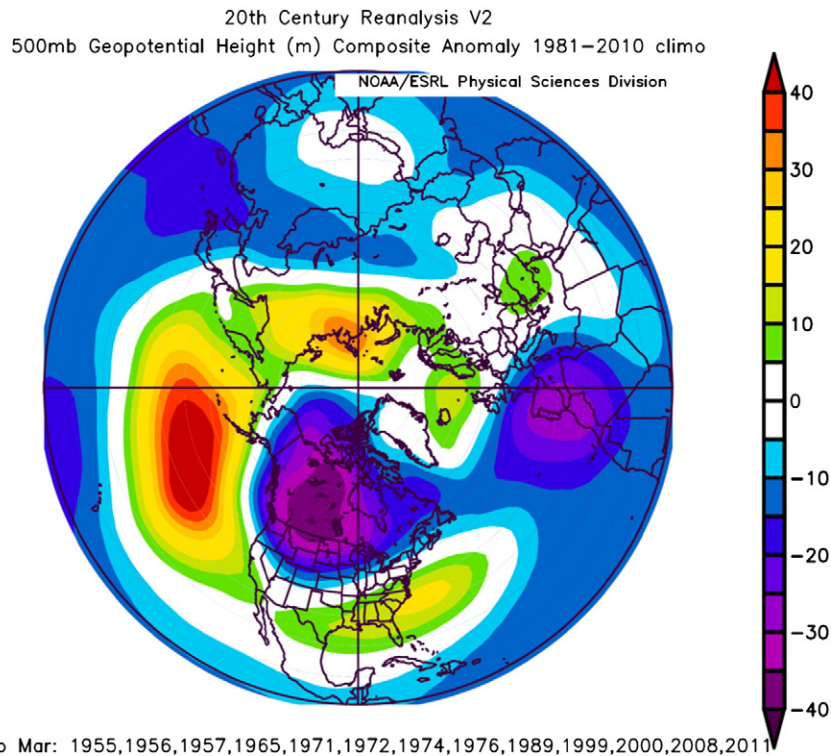 20th Century Reanalysis V2
500mb Geopotential Height (m) Composite Anomaly 1981−2010 climo
NOAA/ESRL Physical Sciences Division
40
30
20
10
0
−10
−20
−30
−40
Mar: 1955,1956,1957,1965,1971,1972,1974,1976,1989,1999,2000,2008,2011